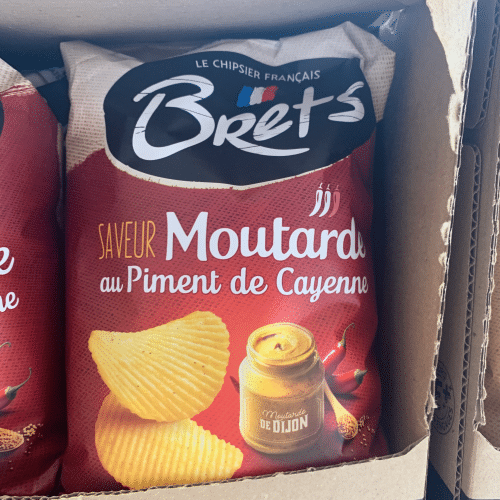 LE CHIPSIER FRANÇAIS
BRets
SAVEUR Moutarde
au Piment de Cayenne
Moutarde
DE DIJON